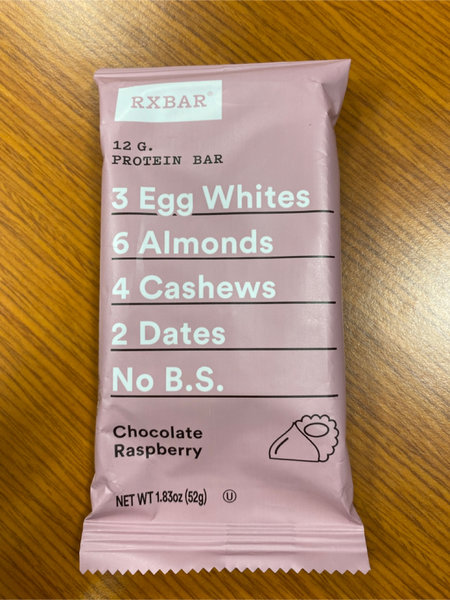 RXBAR®
12 G.
PROTEIN BAR
3 Egg Whites
6 Almonds
4 Cashews
2 Dates
No B.S.
Chocolate
Raspberry
NET WT 1.83oz (52g) U